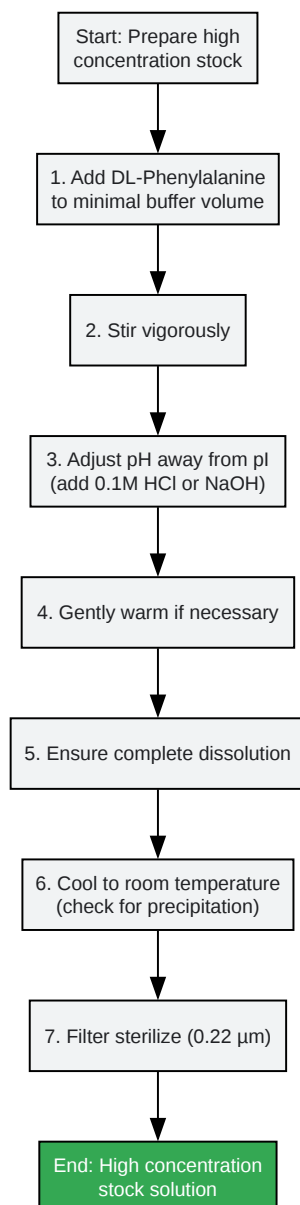 Start: Prepare high
concentration stock
1. Add DL-Phenylalanine
to minimal buffer volume
2. Stir vigorously
3. Adjust pH away from pI
(add 0.1M HCl or NaOH)
4. Gently warm if necessary
5. Ensure complete dissolution
6. Cool to room temperature
(check for precipitation)
7. Filter sterilize (0.22 µm)
End: High concentration
stock solution